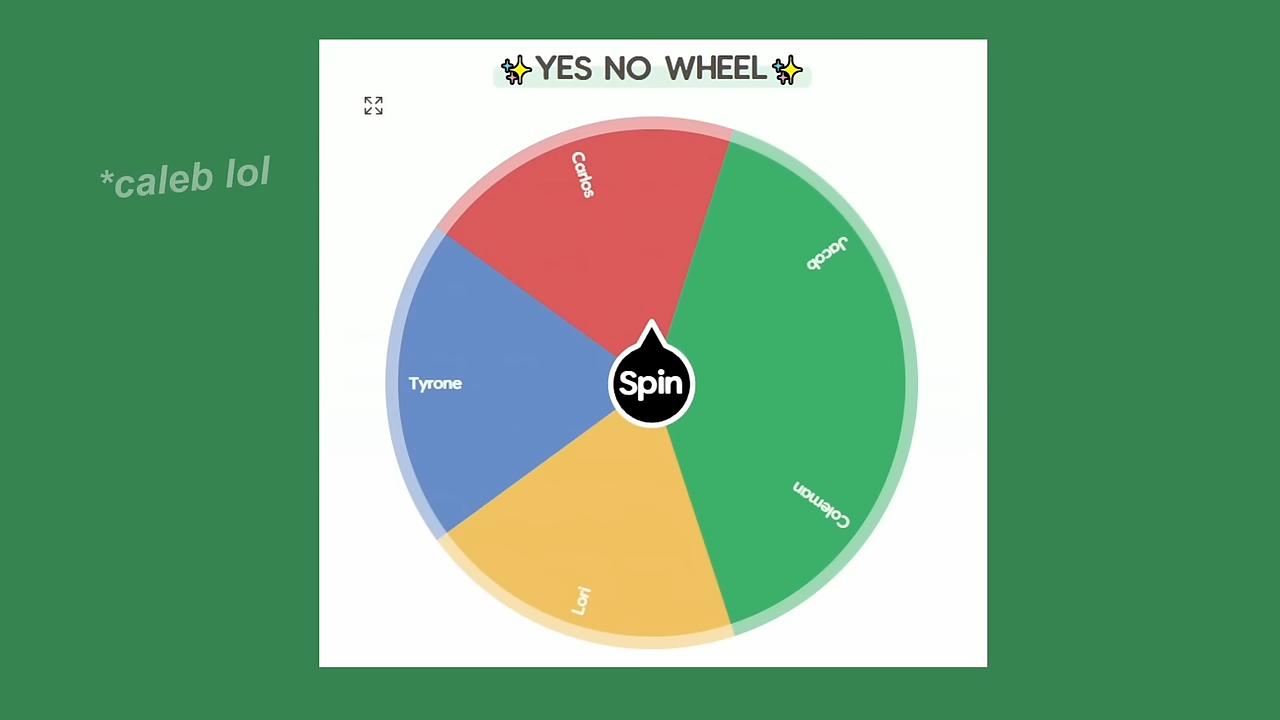 ✨YES NO WHEEL✨
*caleb lol
Carlos
Jacob
Tyrone
Spin
Coleman
Lori